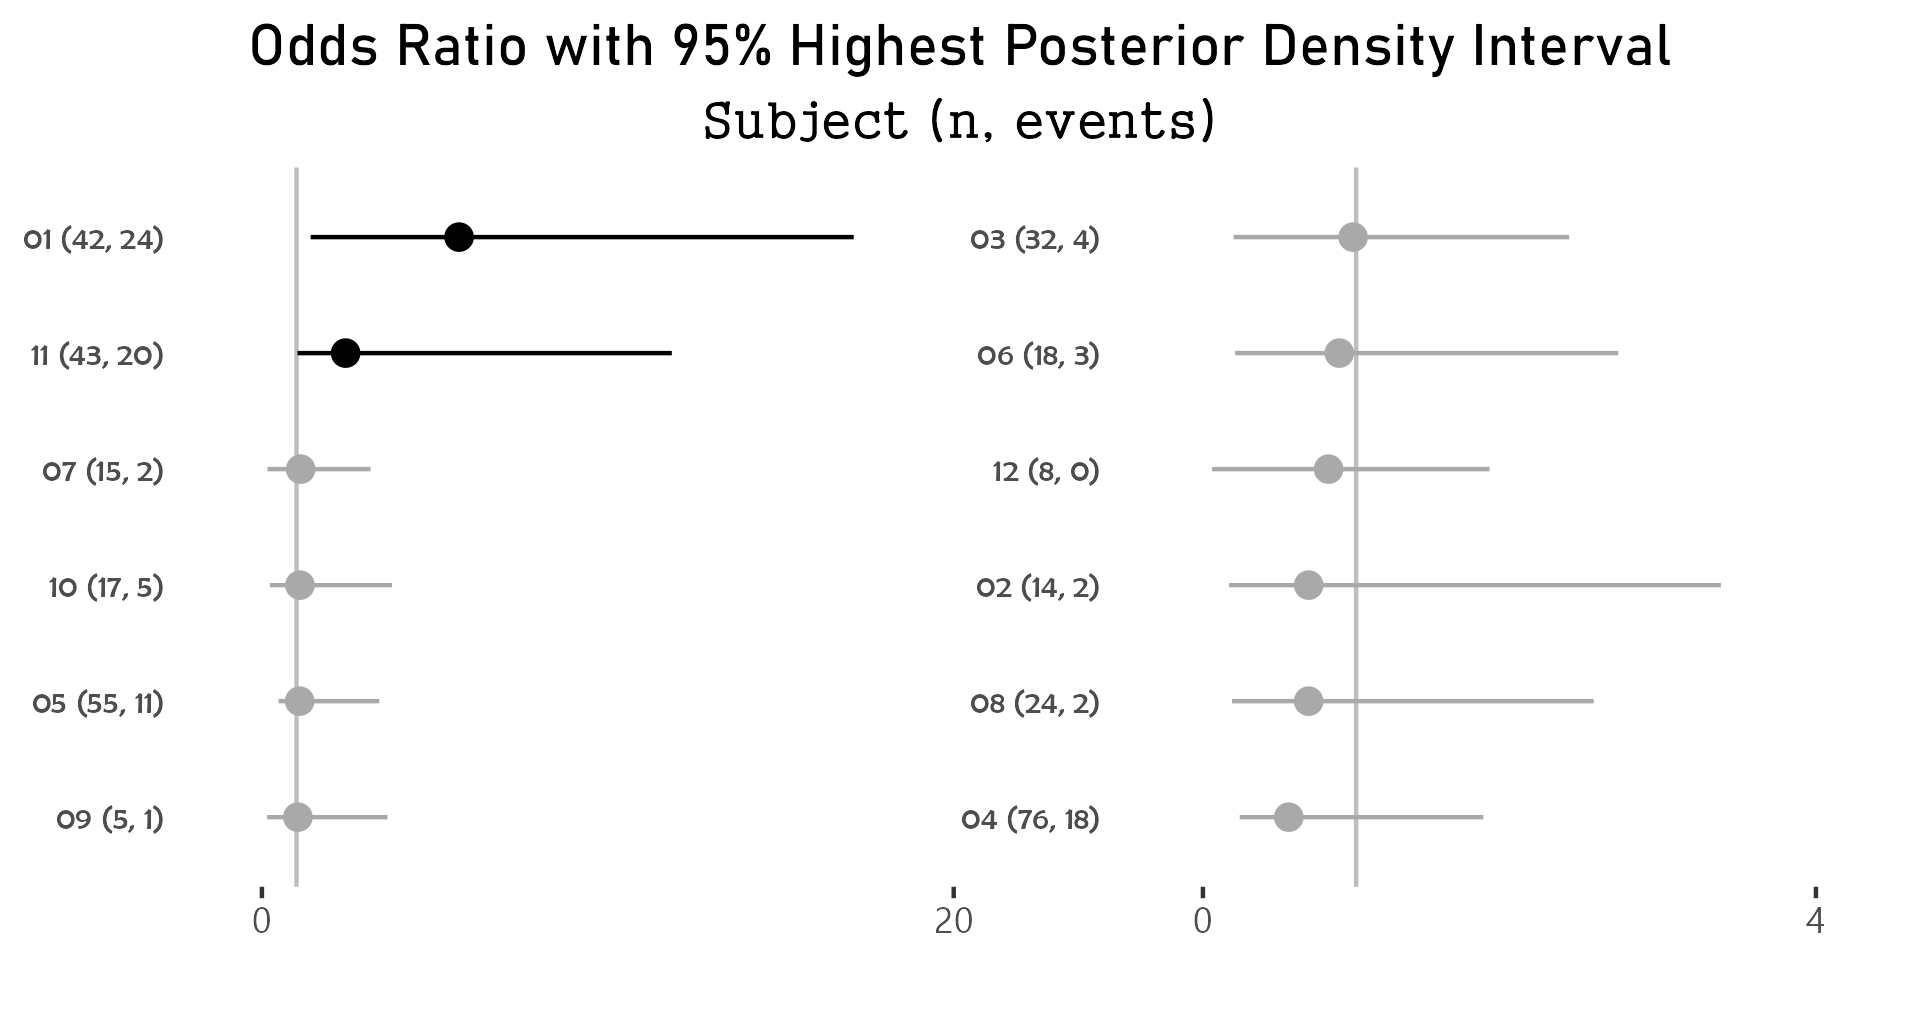 Odds Ratio with 95% Highest Posterior Density Interval
Subject (n, events)
01 (42, 24)
11 (43, 20)
07 (15, 2)
10 (17, 5)
05 (55, 11)
09 (5, 1)
0
20
03 (32, 4)
06 (18, 3)
12 (8, 0)
02 (14, 2)
08 (24, 2)
04 (76, 18)
0
4